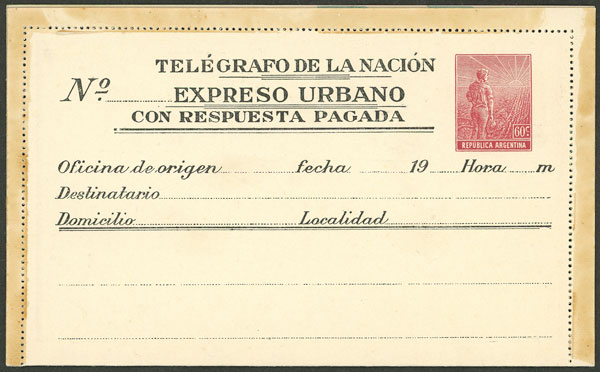 TELÉGRAFO DE LA NACIÓN
Nº
EXPRESO URBANO
CON RESPUESTA PAGADA
60c
REPUBLICA ARGENTINA
Oficina de origen fecha 19 Hora m
Destinatario
Domicilio Localidad